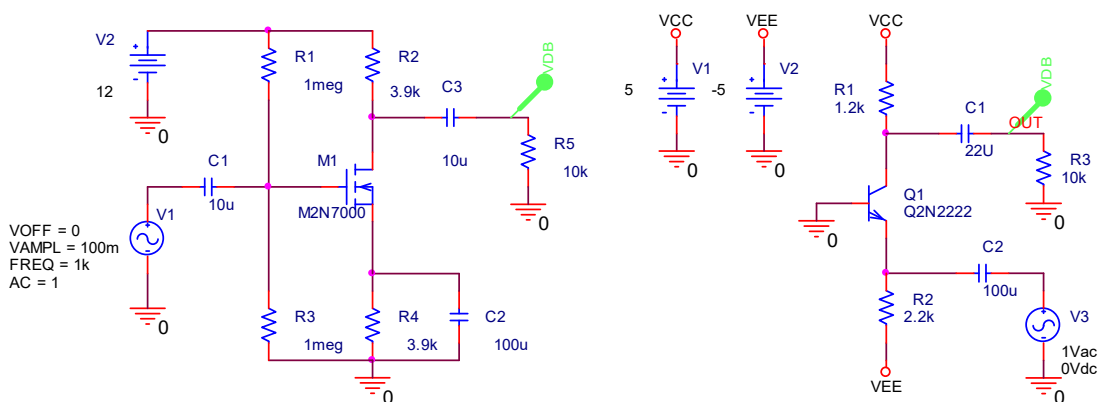 V2
12
0
R1
1meg
R2
3.9k
C3
10u
VDB
R5
10k
0
C1
10u
M1
M2N7000
V1
VOFF = 0
VAMPL = 100m
FREQ = 1k
AC = 1
0
R3
1meg
R4
3.9k
C2
100u
0
VCC
VEE
VCC
V1
5
0
V2
-5
0
R1
1.2k
C1
22U
OUT
VDB
R3
10k
0
Q1
Q2N2222
0
C2
100u
R2
2.2k
VEE
V3
1Vac
0Vdc
0